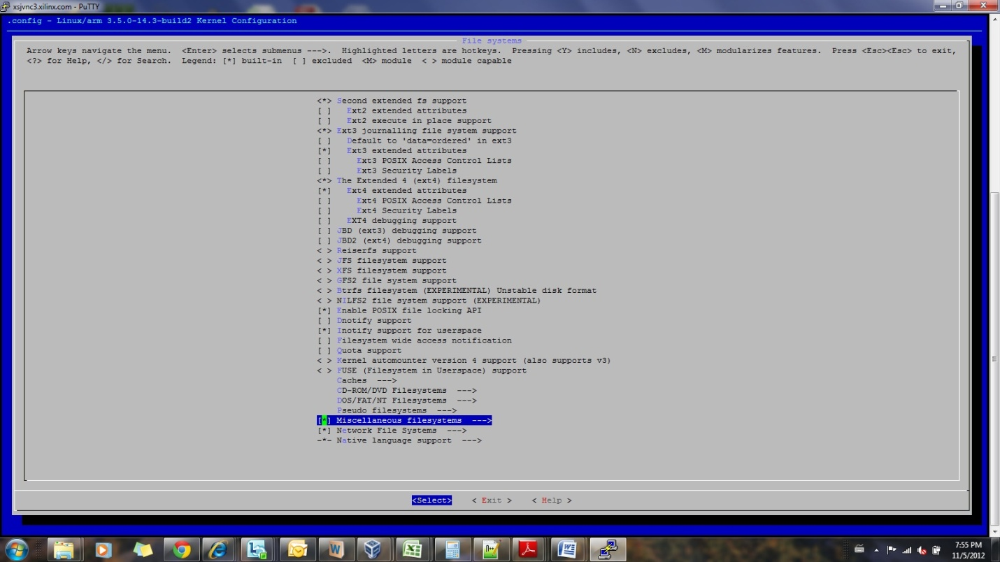 xsjvnc3.xilinx.com - PuTTY
.config - Linux/arm 3.5.0-14.3-build2 Kernel Configuration
File systems
Arrow keys navigate the menu.  <Enter> selects submenus --->.  Highlighted letters are hotkeys.  Pressing <Y> includes, <N> excludes, <M> modularizes features.  Press <Esc><Esc> to exit,
<?> for Help, </> for Search.  Legend: [*] built-in  [ ] excluded  <M> module  < > module capable
<*> Second extended fs support
[ ]   Ext2 extended attributes
[ ]   Ext2 execute in place support
<*> Ext3 journalling file system support
[ ]   Default to 'data=ordered' in ext3
[*]   Ext3 extended attributes
[ ]     Ext3 POSIX Access Control Lists
[ ]     Ext3 Security Labels
<*> The Extended 4 (ext4) filesystem
[*]   Ext4 extended attributes
[ ]     Ext4 POSIX Access Control Lists
[ ]     Ext4 Security Labels
[ ]   EXT4 debugging support
[ ] JBD (ext3) debugging support
[ ] JBD2 (ext4) debugging support
< > Reiserfs support
< > JFS filesystem support
< > XFS filesystem support
< > GFS2 file system support
< > Btrfs filesystem (EXPERIMENTAL) Unstable disk format
< > NILFS2 file system support (EXPERIMENTAL)
[*] Enable POSIX file locking API
[ ] Dnotify support
[*] Inotify support for userspace
[ ] Filesystem wide access notification
[ ] Quota support
< > Kernel automounter version 4 support (also supports v3)
< > FUSE (Filesystem in Userspace) support
Caches  --->
CD-ROM/DVD Filesystems  --->
DOS/FAT/NT Filesystems  --->
Pseudo filesystems  --->
[*] Miscellaneous filesystems  --->
[*] Network File Systems  --->
-*- Native language support  --->
<Select>    < Exit >    < Help >
7:55 PM
11/5/2012